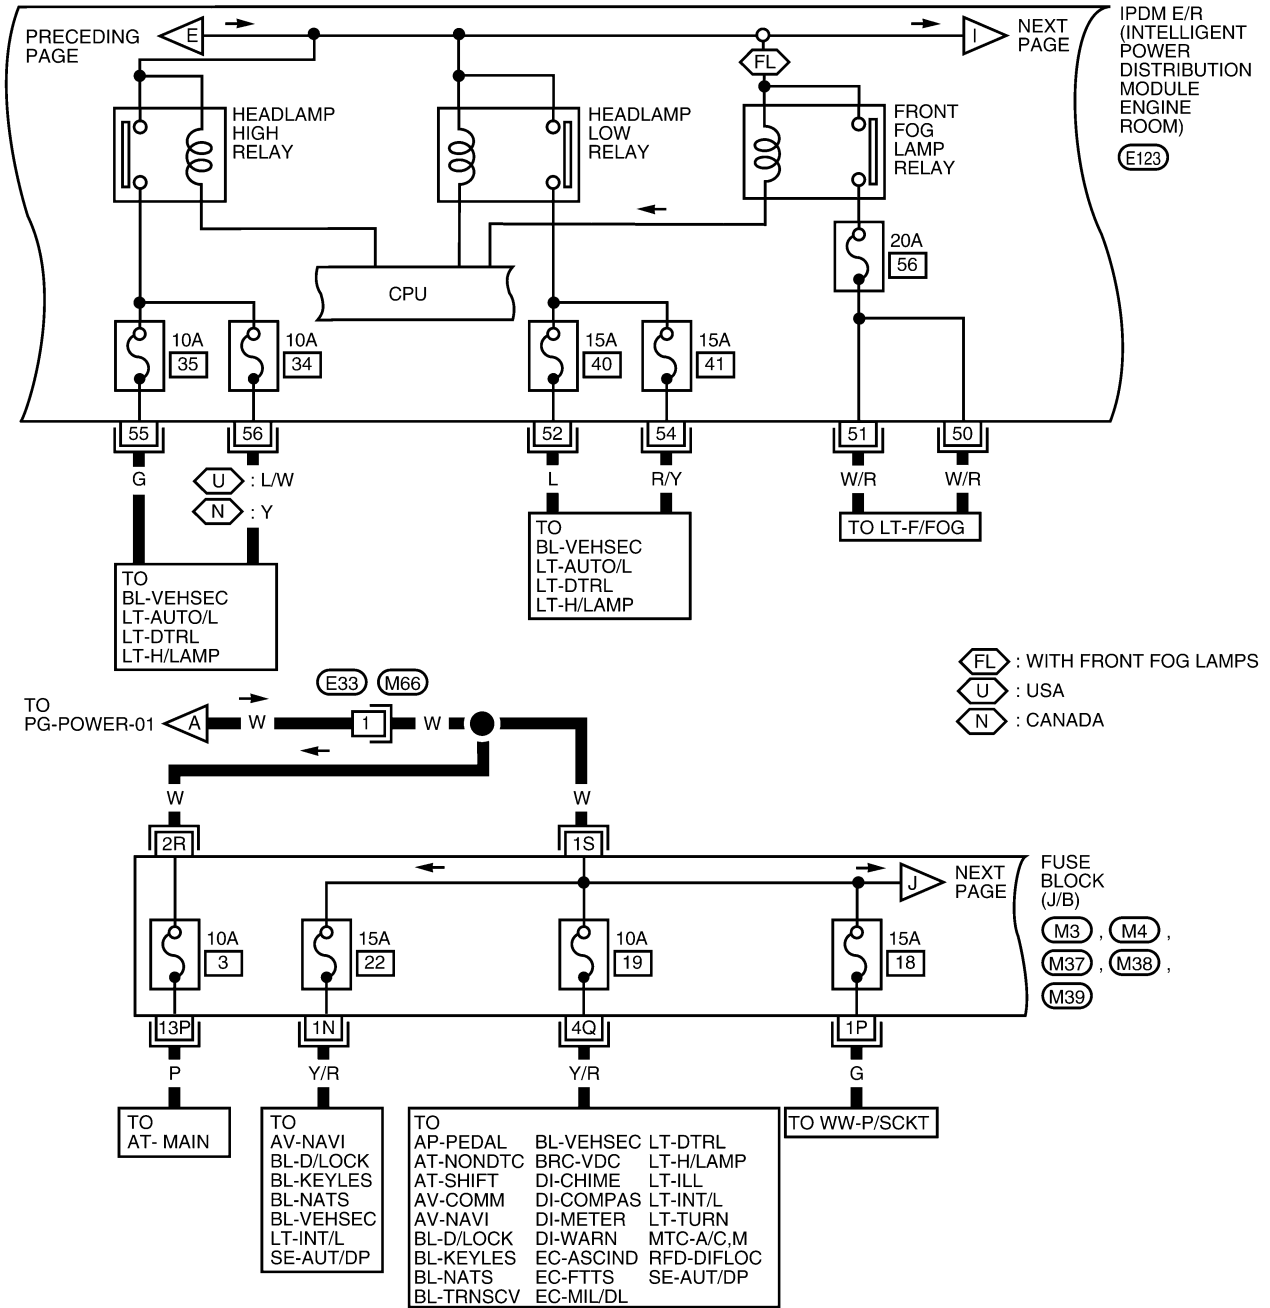 PRECEDING
PAGE
E
I
NEXT
PAGE
IPDM E/R
(INTELLIGENT
POWER
DISTRIBUTION
MODULE
ENGINE
ROOM)
E123
FL
HEADLAMP
HIGH
RELAY
HEADLAMP
LOW
RELAY
FRONT
FOG
LAMP
RELAY
CPU
20A
56
10A
35
10A
34
15A
40
15A
41
55
56
52
54
51
50
G
U : L/W
N : Y
L
R/Y
W/R
W/R
TO
BL-VEHSEC
LT-AUTO/L
LT-DTRL
LT-H/LAMP
TO
BL-VEHSEC
LT-AUTO/L
LT-DTRL
LT-H/LAMP
TO LT-F/FOG
FL : WITH FRONT FOG LAMPS
U : USA
N : CANADA
TO
PG-POWER-01
A
W
E33
M66
1
W
W
W
2R
1S
J
NEXT
PAGE
FUSE
BLOCK
(J/B)
M3 , M4 ,
M37 , M38 ,
M39
10A
3
15A
22
10A
19
15A
18
13P
1N
4Q
1P
P
Y/R
Y/R
G
TO
AT- MAIN
TO
AV-NAVI
BL-D/LOCK
BL-KEYLES
BL-NATS
BL-VEHSEC
LT-INT/L
SE-AUT/DP
TO
AP-PEDAL BL-VEHSEC LT-DTRL
AT-NONDTC BRC-VDC LT-H/LAMP
AT-SHIFT DI-CHIME LT-ILL
AV-COMM DI-COMPAS LT-INT/L
AV-NAVI DI-METER LT-TURN
BL-D/LOCK DI-WARN MTC-A/C,M
BL-KEYLES EC-ASCIND RFD-DIFLOC
BL-NATS EC-FTTS SE-AUT/DP
BL-TRNSCV EC-MIL/DL
TO WW-P/SCKT